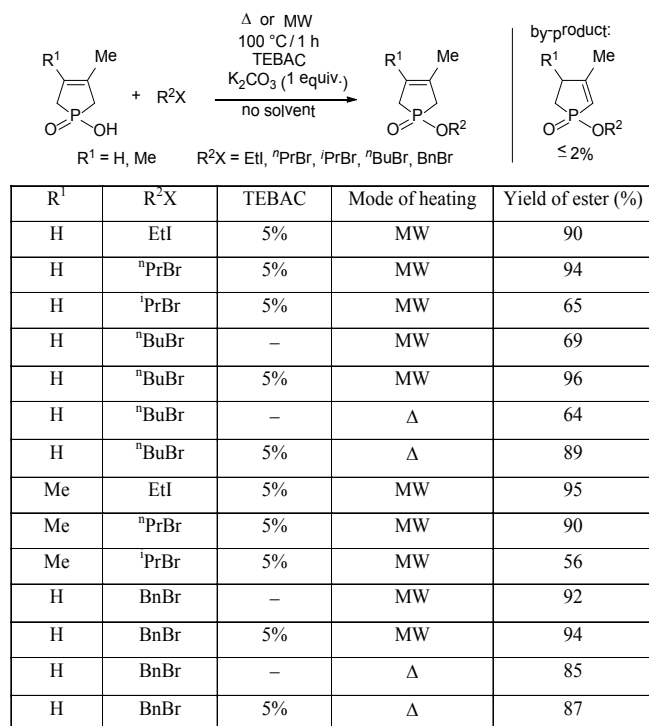 Δ or MW
100 °C / 1 h
TEBAC
K2CO3 (1 equiv.)
no solvent
by-product:
R1 Me
P
O OH
+ R2X
R1 Me
P
O OR2
R1 Me
P
O OR2
≤ 2%
R1 = H, Me R2X = EtI, nPrBr, iPrBr, nBuBr, BnBr
R1 R2X TEBAC Mode of heating Yield of ester (%)
H EtI 5% MW 90
H nPrBr 5% MW 94
H iPrBr 5% MW 65
H nBuBr – MW 69
H nBuBr 5% MW 96
H nBuBr – Δ 64
H nBuBr 5% Δ 89
Me EtI 5% MW 95
Me nPrBr 5% MW 90
Me iPrBr 5% MW 56
H BnBr – MW 92
H BnBr 5% MW 94
H BnBr – Δ 85
H BnBr 5% Δ 87